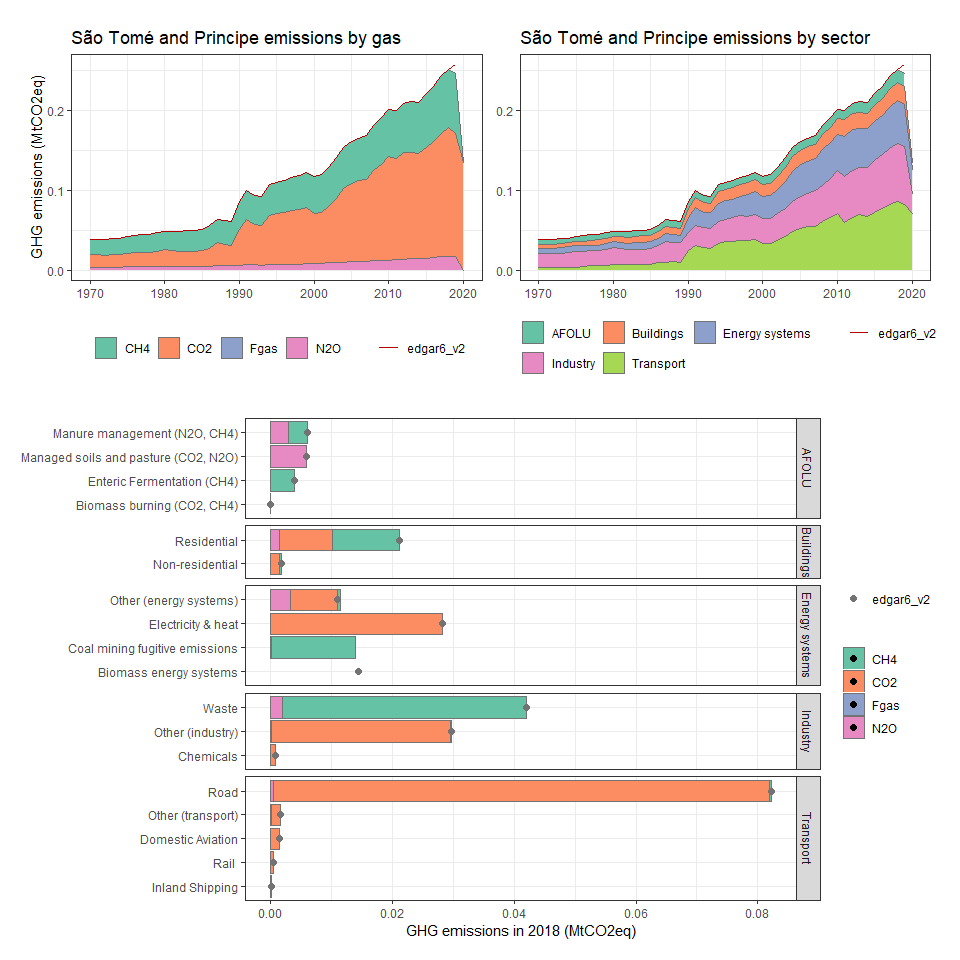 São Tomé and Principe emissions by gas
São Tomé and Principe emissions by sector
GHG emissions (MtCO2eq)
0.2
0.1
0.0
1970 1980 1990 2000 2010 2020
0.2
0.1
0.0
1970 1980 1990 2000 2010 2020
CH4 CO2 Fgas N2O edgar6_v2
AFOLU Buildings Energy systems edgar6_v2
Industry Transport
Manure management (N2O, CH4)
Managed soils and pasture (CO2, N2O)
Enteric Fermentation (CH4)
Biomass burning (CO2, CH4)
AFOLU
Residential
Non-residential
Buildings
Other (energy systems)
Electricity & heat
Coal mining fugitive emissions
Biomass energy systems
Energy systems
Waste
Other (industry)
Chemicals
Industry
Road
Other (transport)
Domestic Aviation
Rail
Inland Shipping
Transport
0.00 0.02 0.04 0.06 0.08
GHG emissions in 2018 (MtCO2eq)
edgar6_v2
CH4
CO2
Fgas
N2O